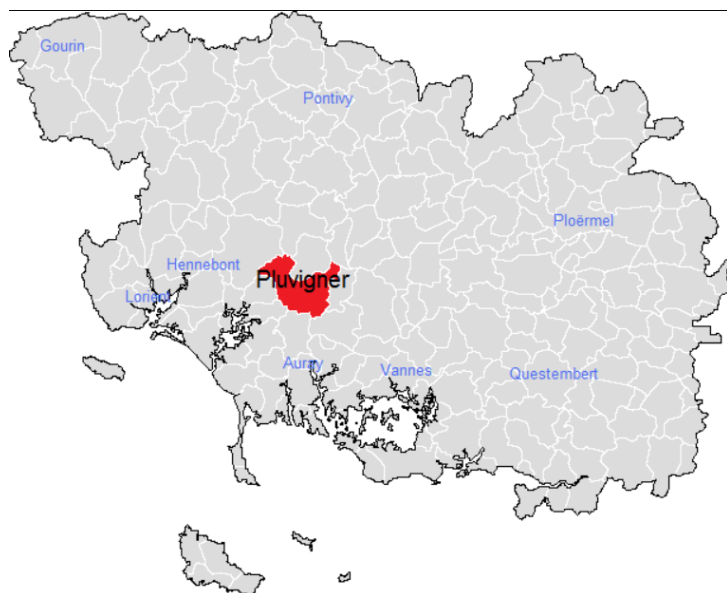 Gourin
Pontivy
Ploërmel
Hennebont
Pluvigner
Lorient
Auray
Vannes
Questembert